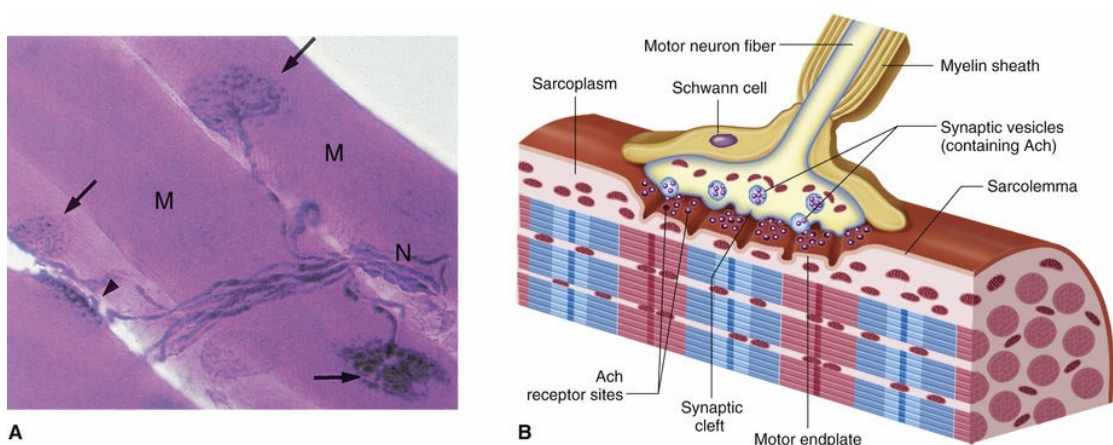 M
M
N
A
Motor neuron fiber
Myelin sheath
Sarcoplasm
Schwann cell
Synaptic vesicles
(containing Ach)
Sarcolemma
Ach
receptor sites
Synaptic
cleft
Motor endplate
B